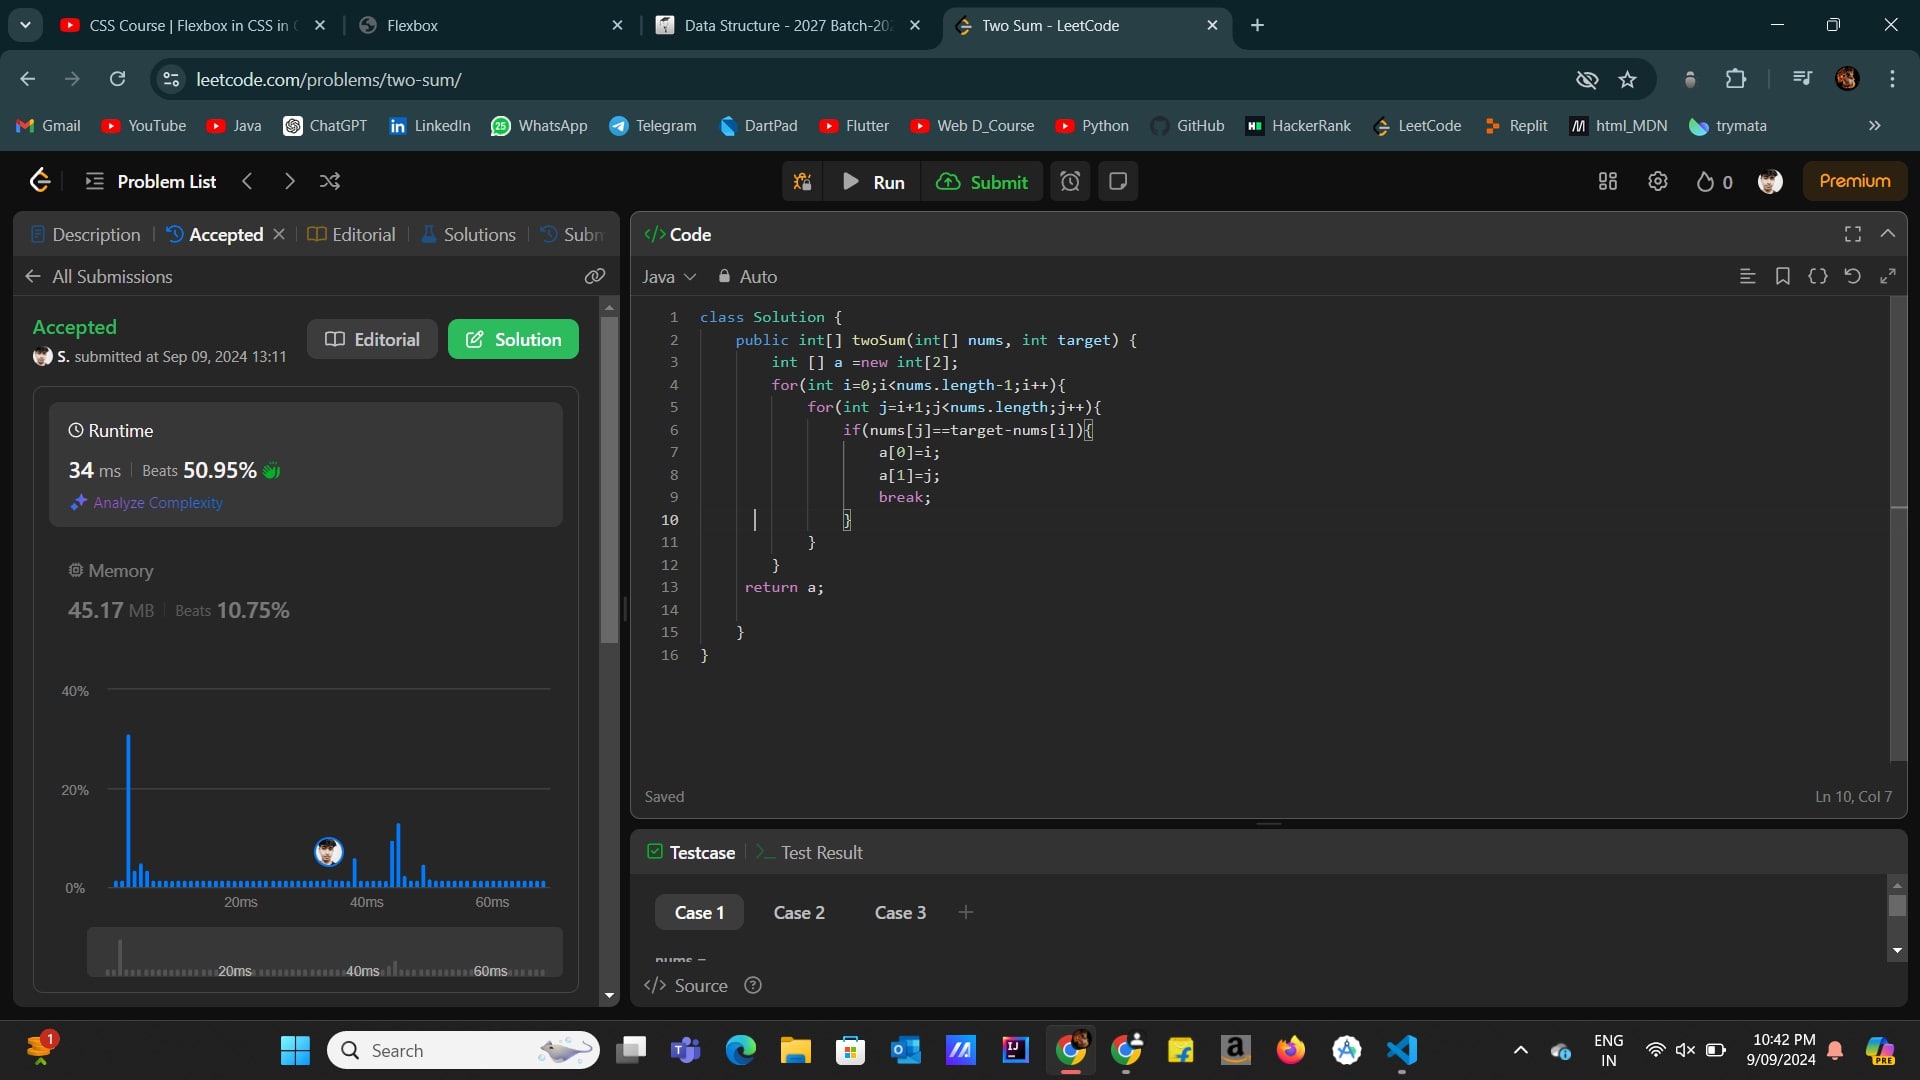 CSS Course | Flexbox in CSS in
Flexbox
Data Structure - 2027 Batch-202
Two Sum - LeetCode
leetcode.com/problems/two-sum/
Gmail
YouTube
Java
ChatGPT
LinkedIn
25
WhatsApp
Telegram
DartPad
Flutter
Web D_Course
Python
GitHub
HackerRank
LeetCode
Replit
html_MDN
trymata
Problem List
Run
Submit
0
Premium
Description
Accepted
Editorial
Solutions
Subm
All Submissions
Accepted
Editorial
Solution
S. submitted at Sep 09, 2024 13:11
Runtime
34 ms
Beats 50.95%
Analyze Complexity
Memory
45.17 MB
Beats 10.75%
40%
20%
0%
20ms 40ms 60ms
20ms 40ms 60ms
</> Code
Java
Auto
1 class Solution {
2 public int[] twoSum(int[] nums, int target) {
3 int [] a =new int[2];
4 for(int i=0;i<nums.length-1;i++){
5 for(int j=i+1;j<nums.length;j++){
6 if(nums[j]==target-nums[i]){
7 a[0]=i;
8 a[1]=j;
9 break;
10 }
11 }
12 }
13 return a;
14
15 }
16 }
Saved
Ln 10, Col 7
Testcase
>_ Test Result
Case 1
Case 2
Case 3
+
nums =
</> Source
1
Search
ENG
IN
10:42 PM
9/09/2024
PRE